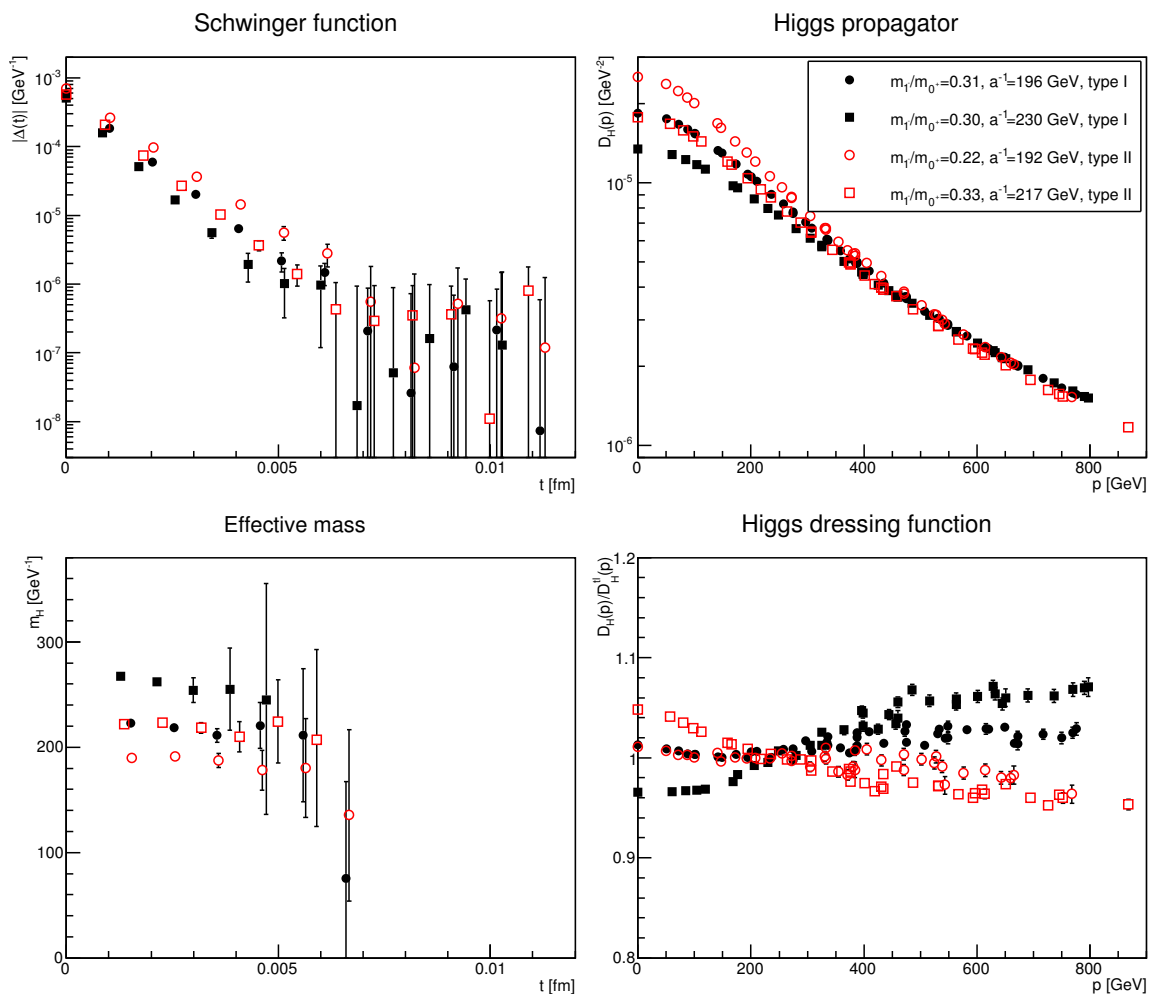 Schwinger function
|Δ(t)| [GeV⁻¹]
10⁻³
10⁻⁴
10⁻⁵
10⁻⁶
10⁻⁷
10⁻⁸
0
0.005
0.01
t [fm]
Higgs propagator
D_H(p) [GeV⁻²]
10⁻⁵
10⁻⁶
m₁⁻/m₀⁺=0.31, a⁻¹=196 GeV, type I
m₁⁻/m₀⁺=0.30, a⁻¹=230 GeV, type I
m₁⁻/m₀⁺=0.22, a⁻¹=192 GeV, type II
m₁⁻/m₀⁺=0.33, a⁻¹=217 GeV, type II
0
200
400
600
800
p [GeV]
Effective mass
m_H [GeV⁻¹]
300
200
100
0
0
0.005
0.01
t [fm]
Higgs dressing function
D_H(p)/D_H^tl(p)
1.2
1.1
1
0.9
0.8
0
200
400
600
800
p [GeV]